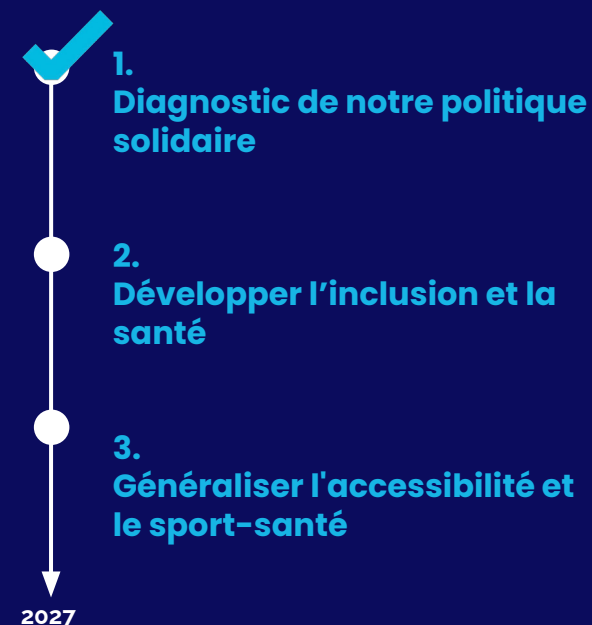 1.
Diagnostic de notre politique
solidaire
2.
Développer l’inclusion et la
santé
3.
Généraliser l'accessibilité et
le sport-santé
2027